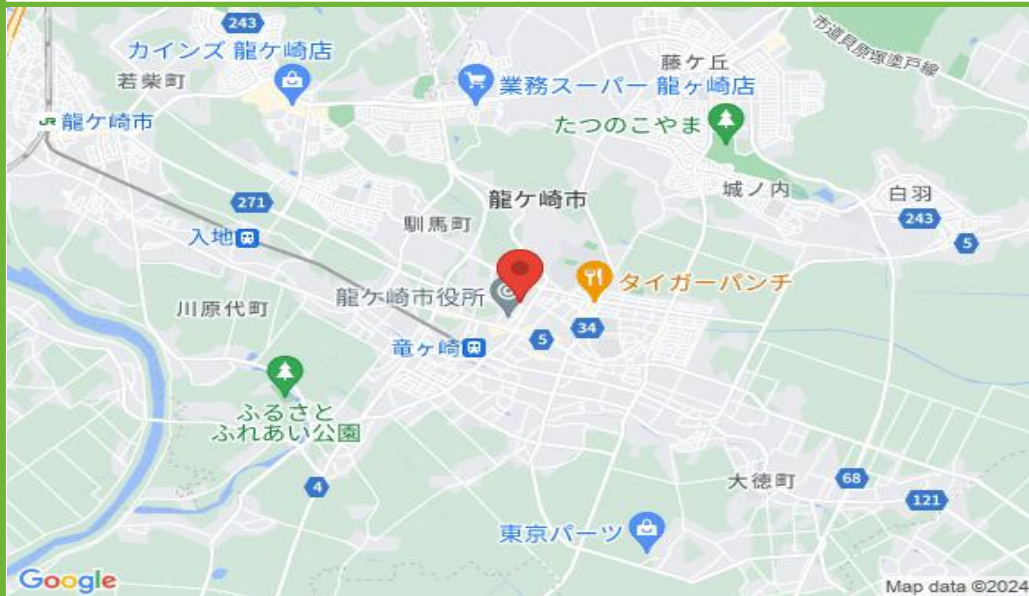 243
市道貝原塚塗戸線
カインズ 龍ケ崎店
藤ケ丘
若柴町
業務スーパー 龍ヶ崎店
JR 龍ケ崎市
たつのこやま
城ノ内
白羽
龍ケ崎市
271
243
馴馬町
入地
5
タイガーパンチ
龍ケ崎市役所
川原代町
34
5
竜ヶ崎
ふるさと
ふれあい公園
大徳町
68
4
121
東京パーツ
Google
Map data ©2024